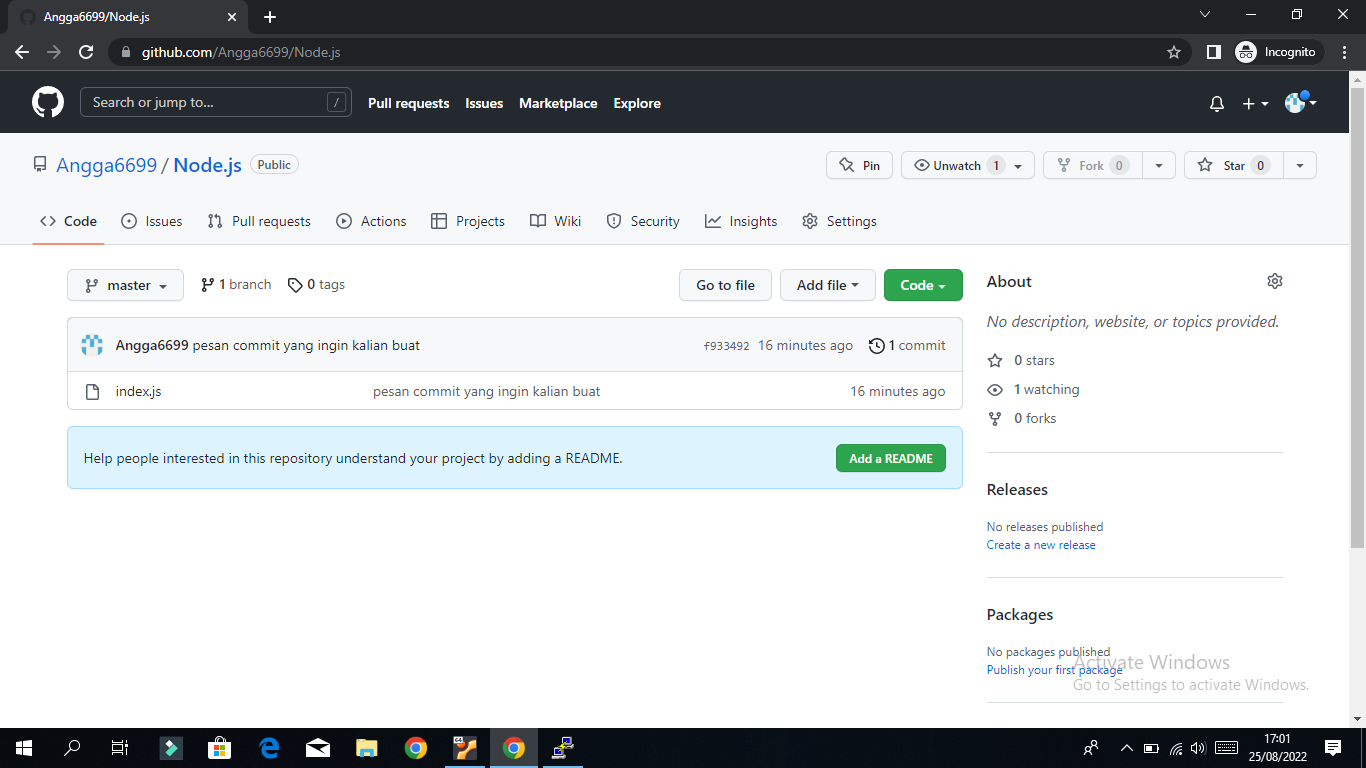 Angga6699/Node.js
github.com/Angga6699/Node.js
Incognito
Search or jump to...
/
Pull requests
Issues
Marketplace
Explore
Angga6699 / Node.js
Public
Pin
Unwatch 1
Fork 0
Star 0
Code
Issues
Pull requests
Actions
Projects
Wiki
Security
Insights
Settings
master
1 branch
0 tags
Go to file
Add file
Code
Angga6699 pesan commit yang ingin kalian buat
f933492 16 minutes ago
1 commit
index.js
pesan commit yang ingin kalian buat
16 minutes ago
Help people interested in this repository understand your project by adding a README.
Add a README
About
No description, website, or topics provided.
0 stars
1 watching
0 forks
Releases
No releases published
Create a new release
Packages
No packages published
Publish your first package
Activate Windows
Go to Settings to activate Windows.
64
17:01
25/08/2022